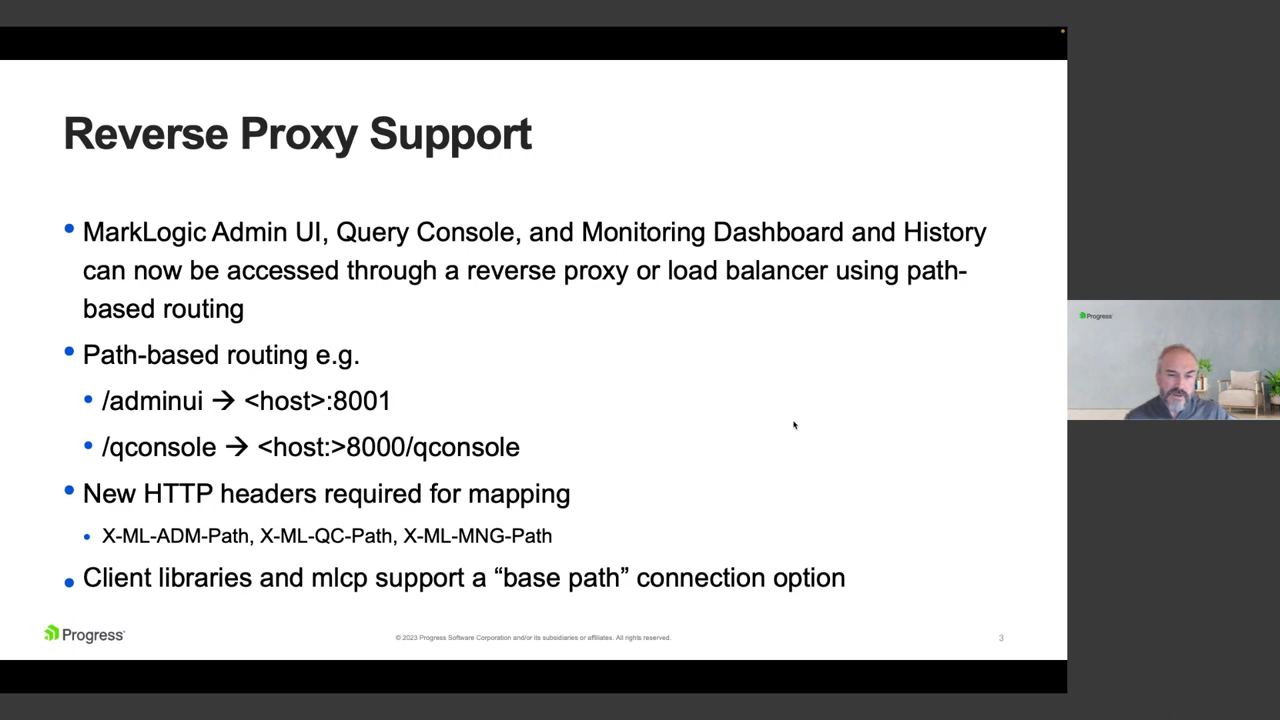 Reverse Proxy Support
• MarkLogic Admin UI, Query Console, and Monitoring Dashboard and History
can now be accessed through a reverse proxy or load balancer using path-
based routing
• Path-based routing e.g.
• /adminui → <host>:8001
• /qconsole → <host:>8000/qconsole
• New HTTP headers required for mapping
• X-ML-ADM-Path, X-ML-QC-Path, X-ML-MNG-Path
• Client libraries and mlcp support a “base path” connection option
Progress
© 2023 Progress Software Corporation and/or its subsidiaries or affiliates. All rights reserved.
3
Progress